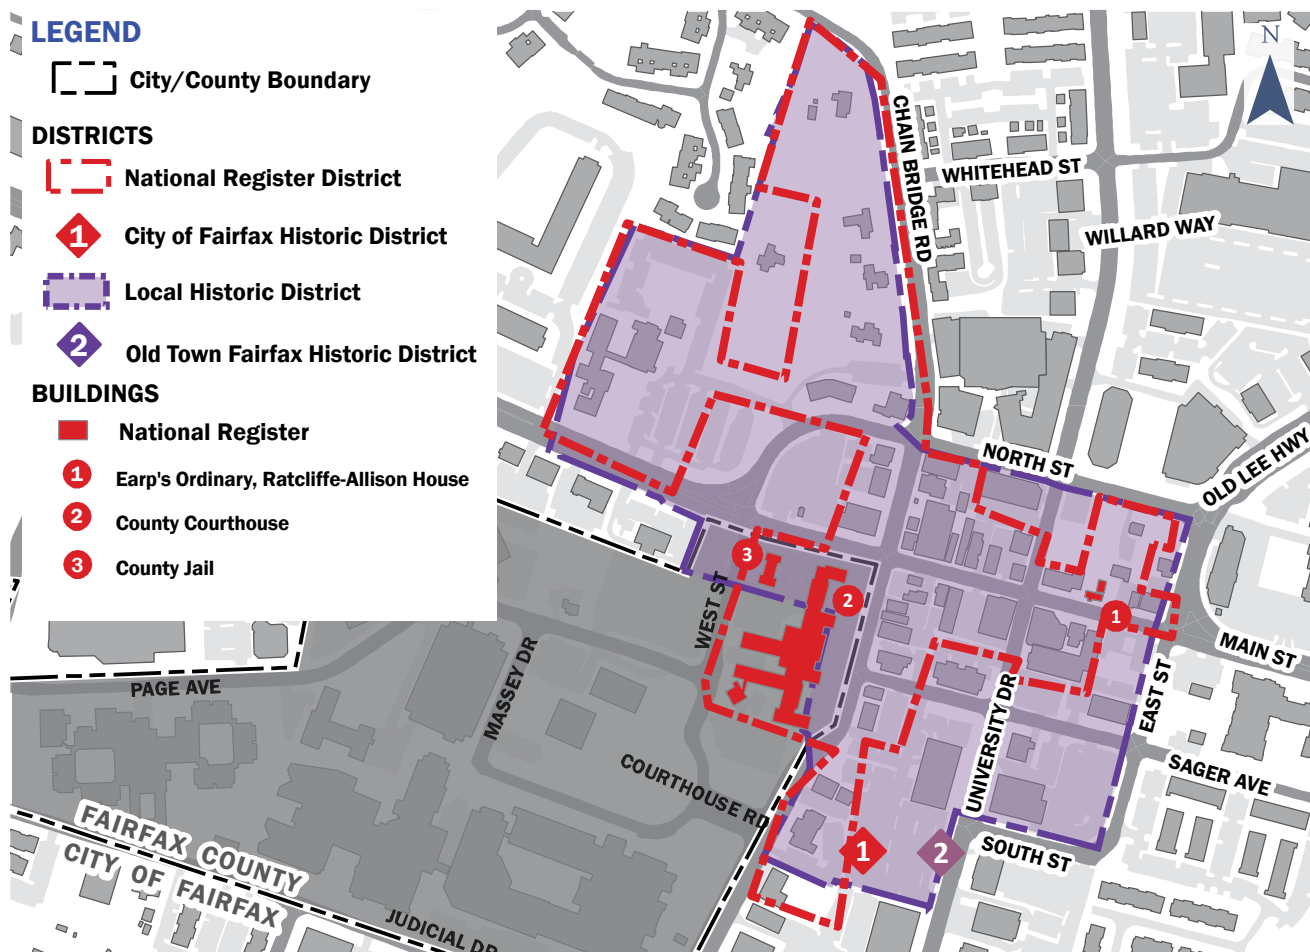 LEGEND
City/County Boundary
DISTRICTS
National Register District
1
City of Fairfax Historic District
Local Historic District
2
Old Town Fairfax Historic District
BUILDINGS
National Register
1
Earp's Ordinary, Ratcliffe-Allison House
2
County Courthouse
3
County Jail
N
CHAIN BRIDGE RD
WHITEHEAD ST
WILLARD WAY
NORTH ST
OLD LEE HWY
3
2
1
WEST ST
MAIN ST
EAST ST
MASSEY DR
PAGE AVE
UNIVERSITY DR
SAGER AVE
COURTHOUSE RD
1
2
SOUTH ST
FAIRFAX COUNTY
CITY OF FAIRFAX
JUDICIAL DR